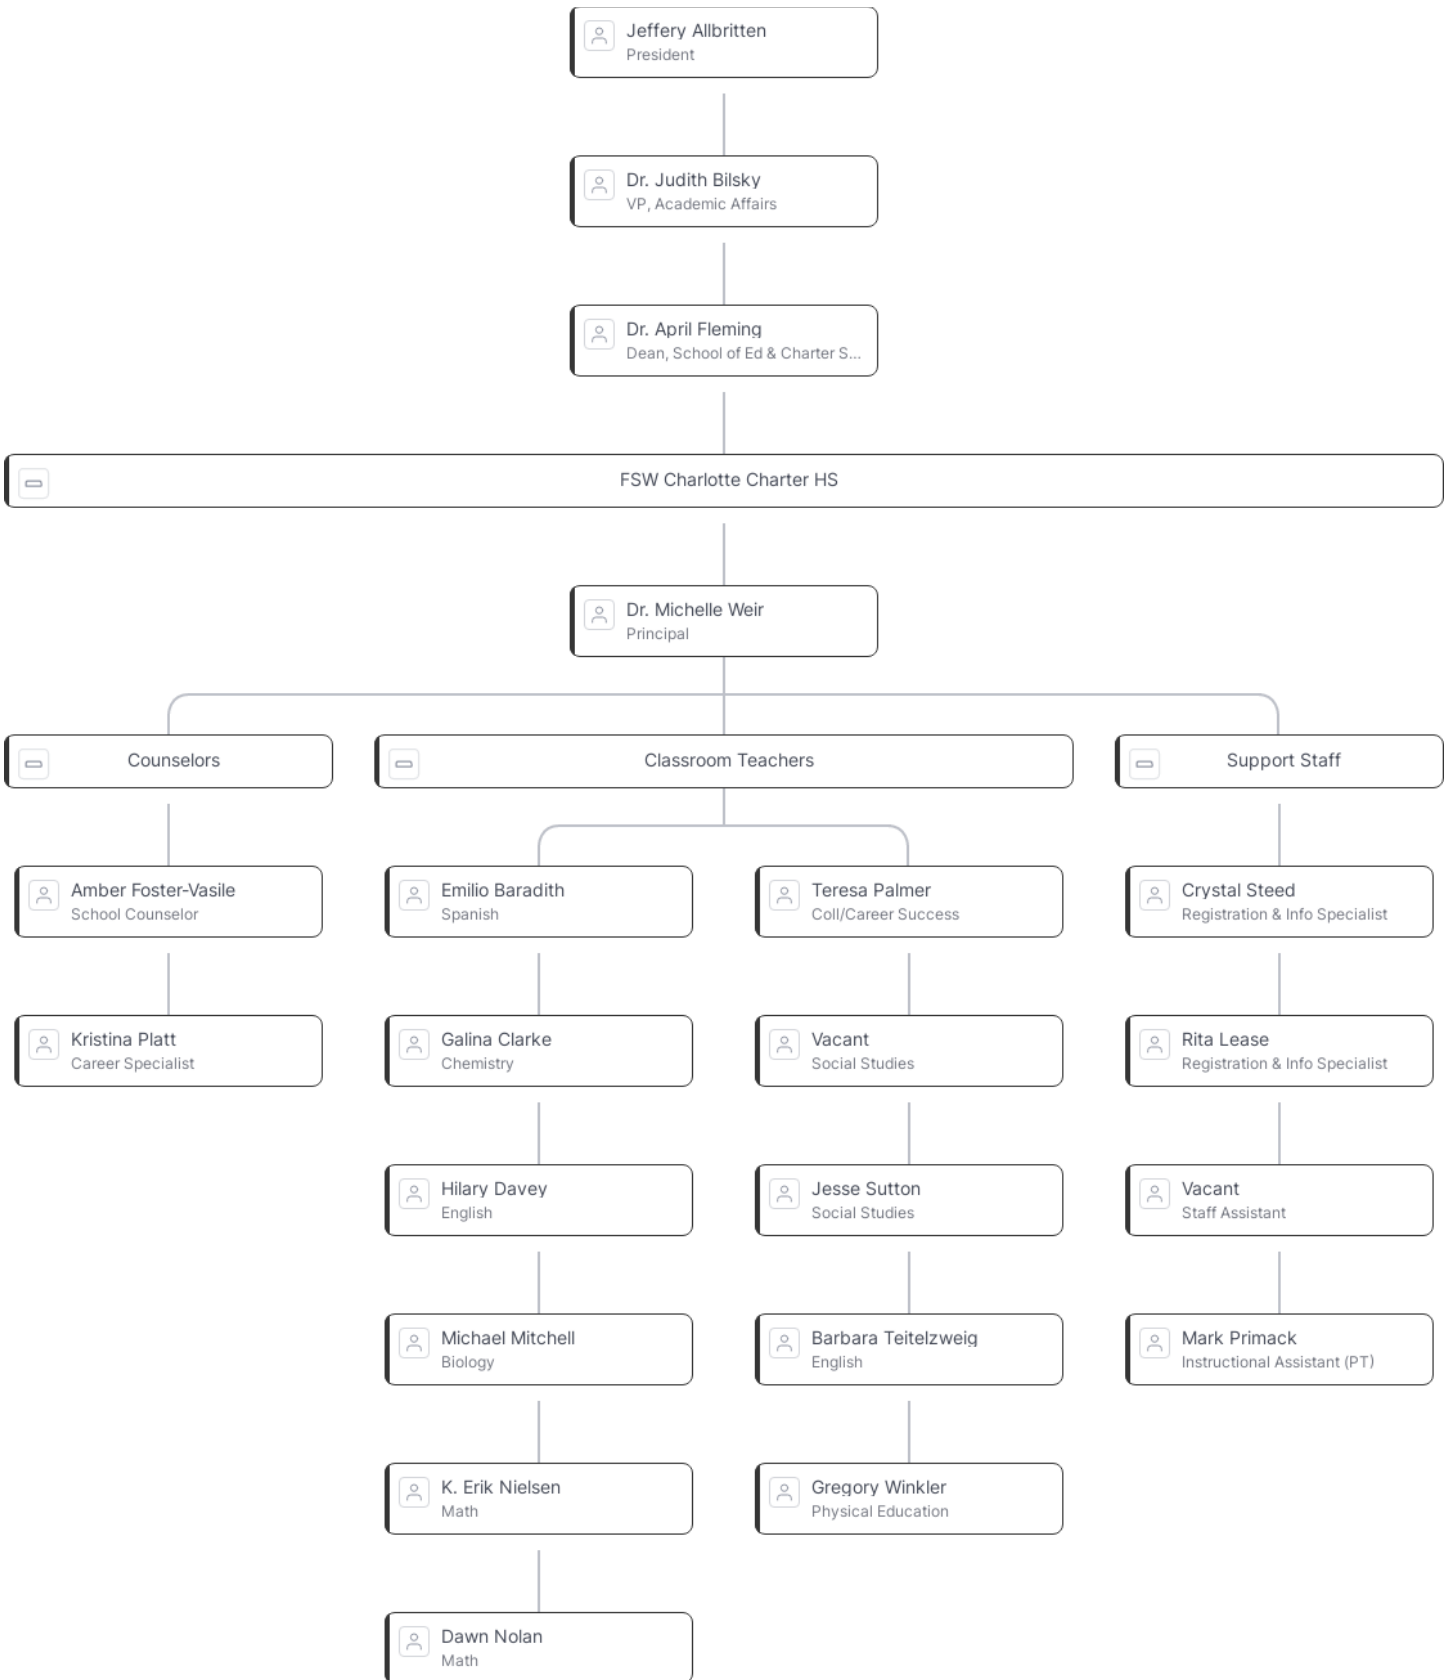 Jeffery Allbritten
President
Dr. Judith Bilsky
VP, Academic Affairs
Dr. April Fleming
Dean, School of Ed & Charter S...
FSW Charlotte Charter HS
Dr. Michelle Weir
Principal
Counselors
Amber Foster-Vasile
School Counselor
Kristina Platt
Career Specialist
Classroom Teachers
Emilio Baradith
Spanish
Galina Clarke
Chemistry
Hilary Davey
English
Michael Mitchell
Biology
K. Erik Nielsen
Math
Dawn Nolan
Math
Teresa Palmer
Coll/Career Success
Vacant
Social Studies
Jesse Sutton
Social Studies
Barbara Teitelzweig
English
Gregory Winkler
Physical Education
Support Staff
Crystal Steed
Registration & Info Specialist
Rita Lease
Registration & Info Specialist
Vacant
Staff Assistant
Mark Primack
Instructional Assistant (PT)